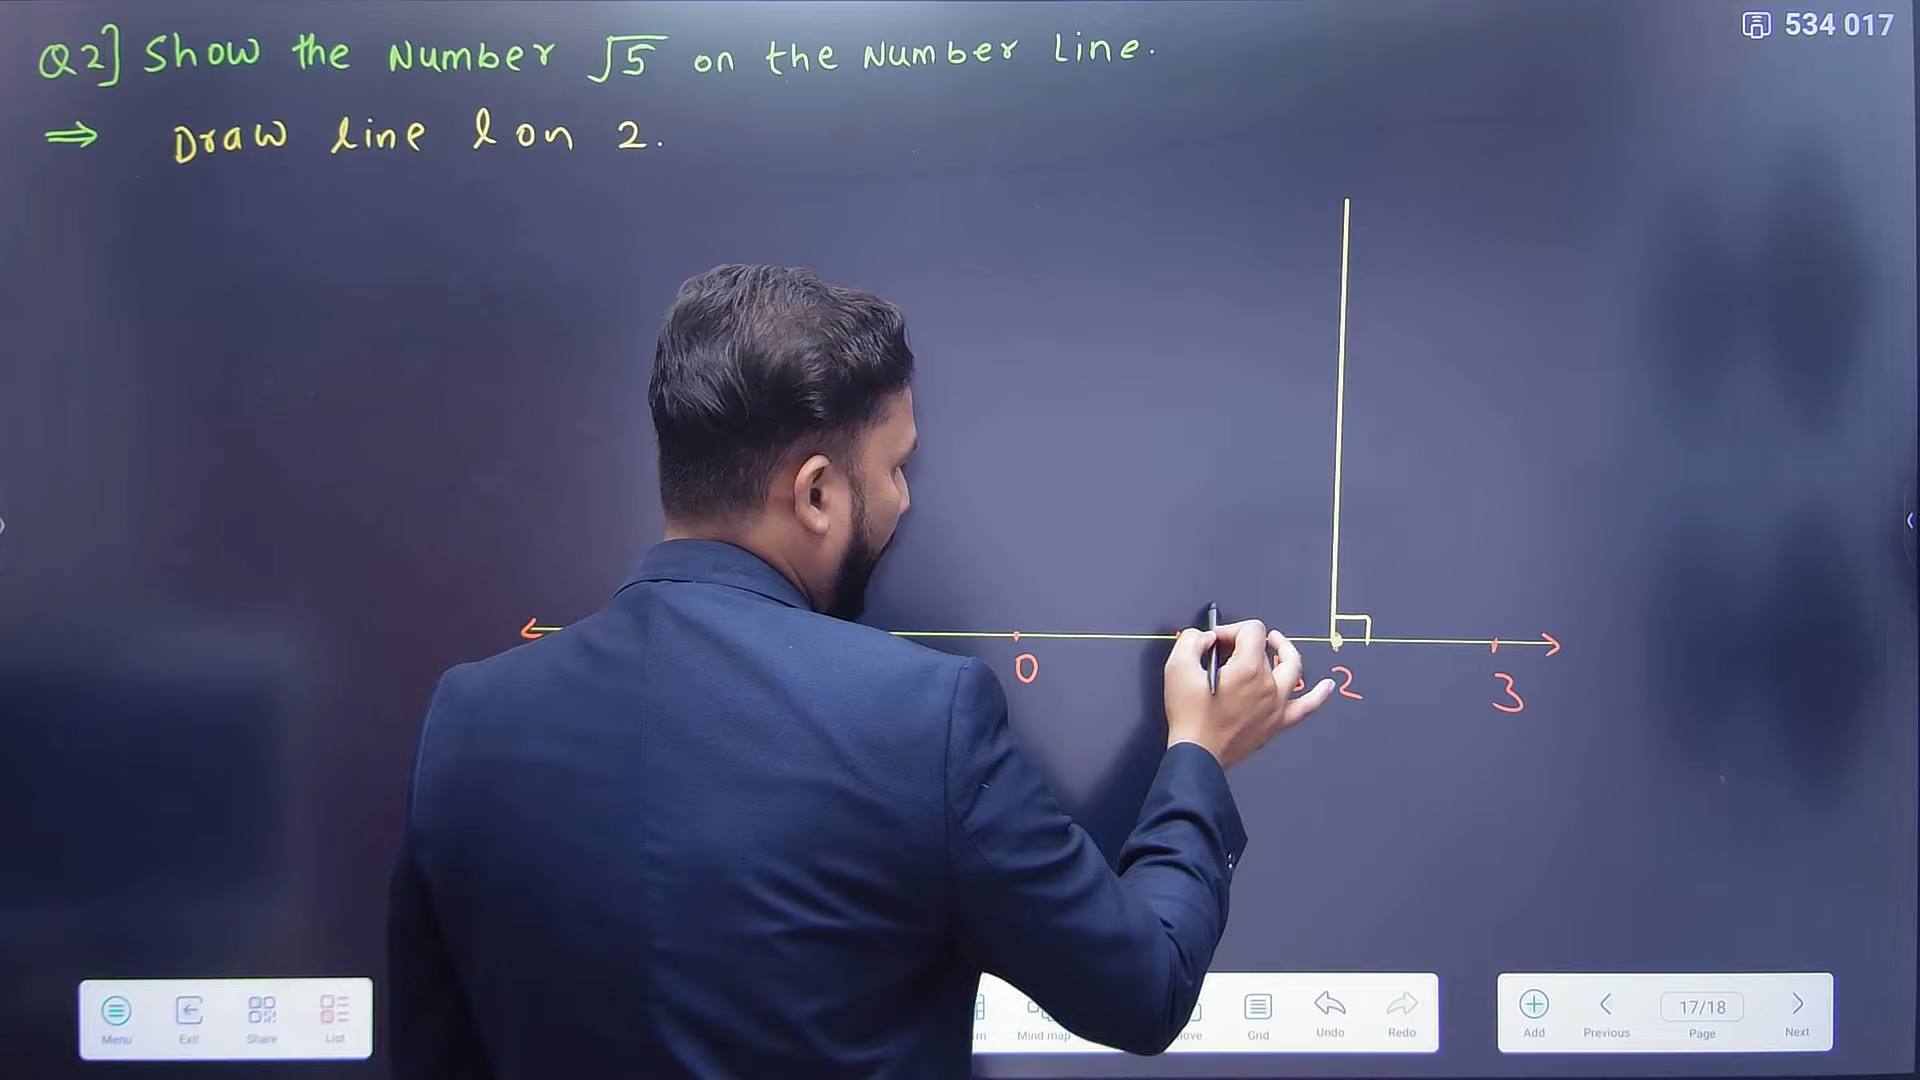 Q2] Show the Number √5 on the Number Line.
534 017
⇒ Draw line l on 2.
0 2 3
Menu Exit Share List Mind map Grid Undo Redo Add Previous 17/18 Page Next